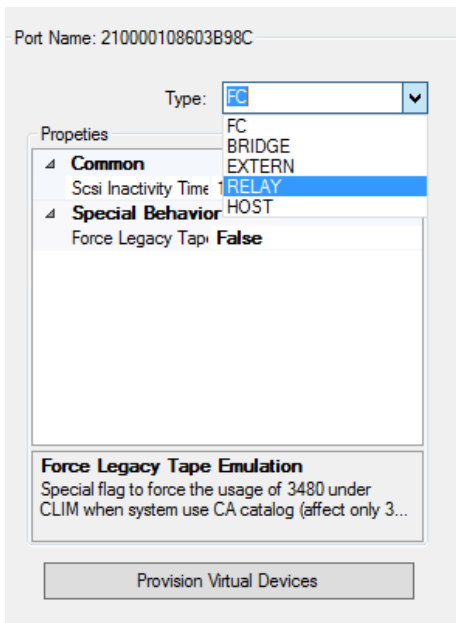 Port Name: 210000108603B98C
Type: FC
FC
BRIDGE
EXTERN
RELAY
HOST
Propeties
Common
Scsi Inactivity Time
Special Behavior
Force Legacy Tap False
Force Legacy Tape Emulation
Special flag to force the usage of 3480 under
CLIM when system use CA catalog (affect only 3...
Provision Virtual Devices